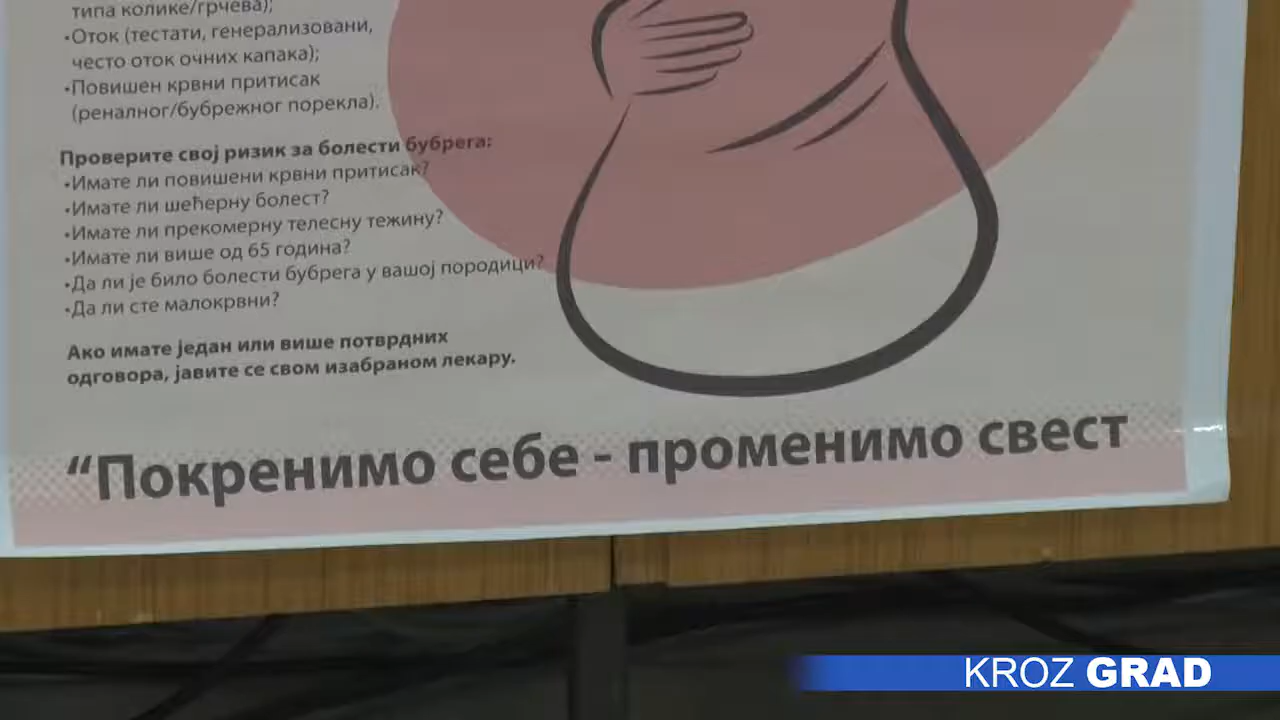 типа колике/грчева);
•Оток (тестати, генерализовани,
често оток очних капака);
•Повишен крвни притисак
(реналног/бубрежног порекла).
Проверите свој ризик за болести бубрега:
•Имате ли повишени крвни притисак?
•Имате ли шећерну болест?
•Имате ли прекомерну телесну тежину?
•Имате ли више од 65 година?
•Да ли је било болести бубрега у вашој породици?
•Да ли сте малокрвни?
Ако имате један или више потврдних
одговора, јавите се свом изабраном лекару.
“Покренимо себе - променимо свест
KROZ GRAD